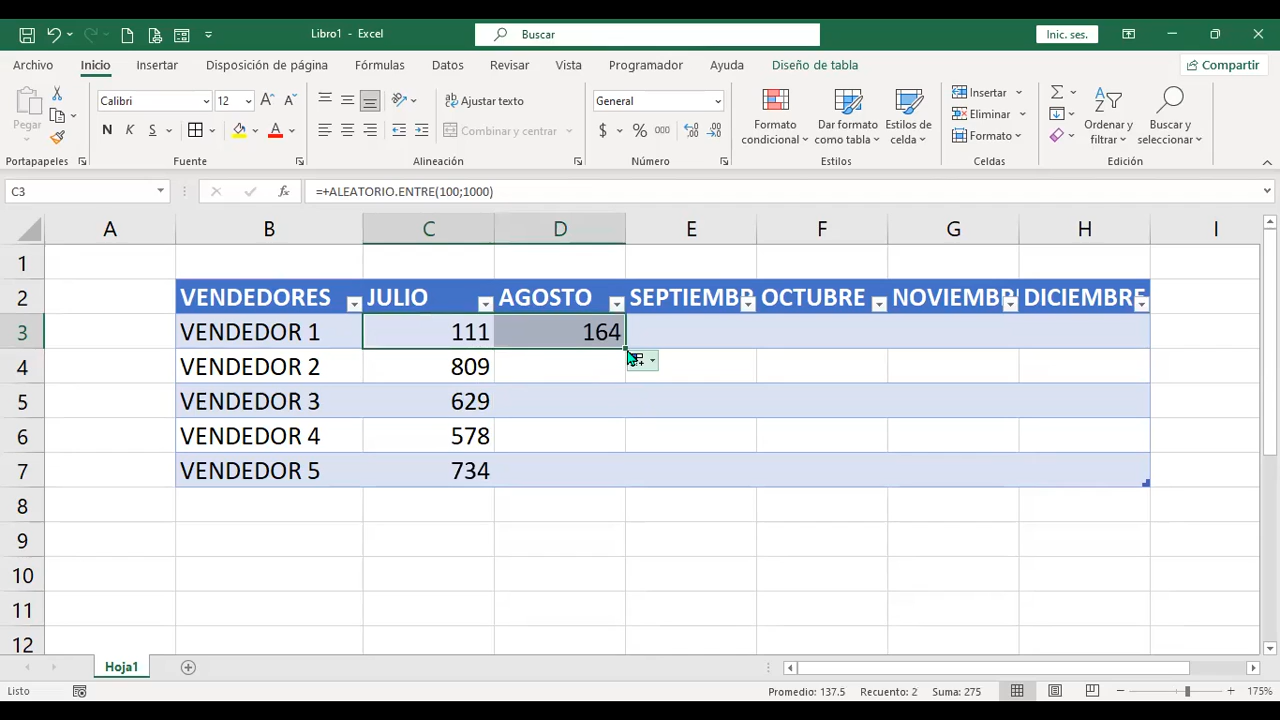 Libro1 - Excel
Buscar
Inic. ses.
Archivo Inicio Insertar Disposición de página Fórmulas Datos Revisar Vista Programador Ayuda Diseño de tabla Compartir
Pegar
Calibri 12
N K S
Ajustar texto
Combinar y centrar
General
$ % 000
Formato condicional
Dar formato como tabla
Estilos de celda
Insertar
Eliminar
Formato
Ordenar y filtrar
Buscar y seleccionar
Portapapeles Fuente Alineación Número Estilos Celdas Edición
C3 fx =+ALEATORIO.ENTRE(100;1000)
A B C D E F G H I
1
2 VENDEDORES JULIO AGOSTO SEPTIEMBR OCTUBRE NOVIEMBRI DICIEMBRE
3 VENDEDOR 1 111 164
4 VENDEDOR 2 809
5 VENDEDOR 3 629
6 VENDEDOR 4 578
7 VENDEDOR 5 734
8
9
10
11
12
Hoja1
Listo Promedio: 137.5 Recuento: 2 Suma: 275 175%